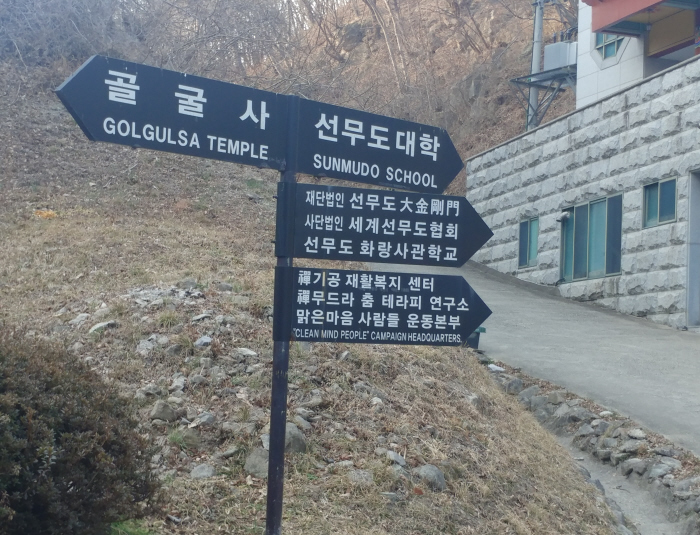 골굴사
GOLGULSA TEMPLE
선무도대학
SUNMUDO SCHOOL
재단법인 선무도大金剛門
사단법인 세계선무도협회
선무도 화랑사관학교
禪기공 재활복지 센터
禪무드라 춤 테라피 연구소
맑은마음 사람들 운동본부
"CLEAN MIND PEOPLE" CAMPAIGN HEADQUARTERS.